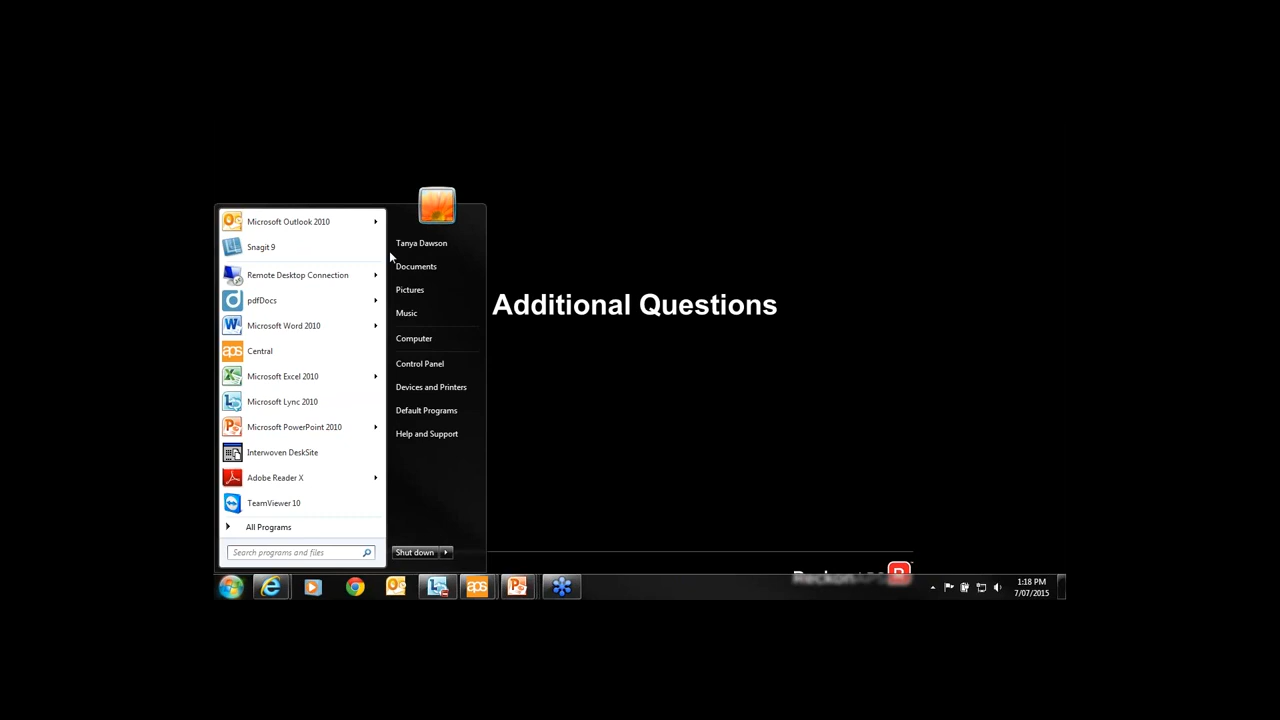 Microsoft Outlook 2010
Snagit 9
Remote Desktop Connection
pdfDocs
Microsoft Word 2010
aps Central
Microsoft Excel 2010
Microsoft Lync 2010
Microsoft PowerPoint 2010
Interwoven DeskSite
Adobe Reader X
TeamViewer 10
All Programs
Search programs and files
Tanya Dawson
Documents
Pictures
Music
Computer
Control Panel
Devices and Printers
Default Programs
Help and Support
Shut down
Additional Questions
ReckonAPS R
aps
1:18 PM
7/07/2015